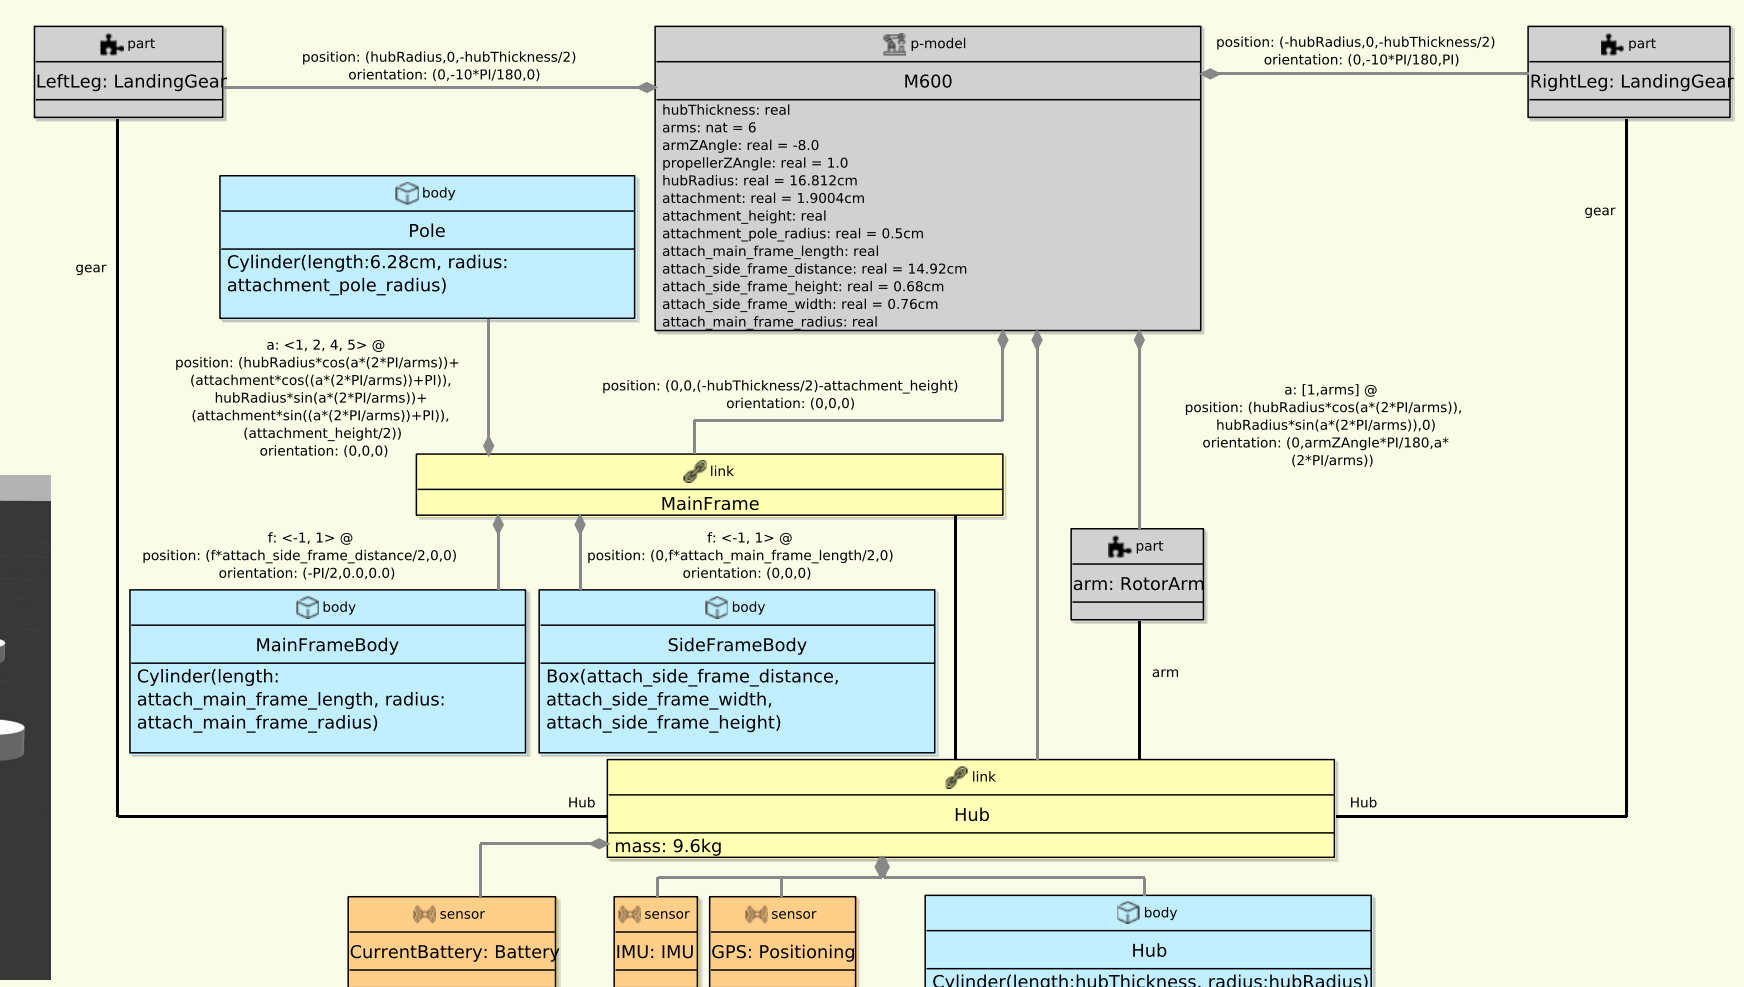 part
LeftLeg: LandingGear
position: (hubRadius,0,-hubThickness/2)
orientation: (0,-10*PI/180,0)
p-model
M600
hubThickness: real
arms: nat = 6
armZAngle: real = -8.0
propellerZAngle: real = 1.0
hubRadius: real = 16.812cm
attachment: real = 1.9004cm
attachment_height: real
attachment_pole_radius: real = 0.5cm
attach_main_frame_length: real
attach_side_frame_distance: real = 14.92cm
attach_side_frame_height: real = 0.68cm
attach_side_frame_width: real = 0.76cm
attach_main_frame_radius: real
position: (-hubRadius,0,-hubThickness/2)
orientation: (0,-10*PI/180,PI)
part
RightLeg: LandingGear
body
Pole
Cylinder(length:6.28cm, radius:
attachment_pole_radius)
gear
gear
a: <1, 2, 4, 5> @
position: (hubRadius*cos(a*(2*PI/arms))+
(attachment*cos((a*(2*PI/arms))+PI)),
hubRadius*sin(a*(2*PI/arms))+
(attachment*sin((a*(2*PI/arms))+PI)),
(attachment_height/2))
orientation: (0,0,0)
position: (0,0,(-hubThickness/2)-attachment_height)
orientation: (0,0,0)
a: [1,arms] @
position: (hubRadius*cos(a*(2*PI/arms)),
hubRadius*sin(a*(2*PI/arms)),0)
orientation: (0,armZAngle*PI/180,a*
(2*PI/arms))
link
MainFrame
f: <-1, 1> @
position: (f*attach_side_frame_distance/2,0,0)
orientation: (-PI/2,0.0,0.0)
f: <-1, 1> @
position: (0,f*attach_main_frame_length/2,0)
orientation: (0,0,0)
part
arm: RotorArm
body
MainFrameBody
Cylinder(length:
attach_main_frame_length, radius:
attach_main_frame_radius)
body
SideFrameBody
Box(attach_side_frame_distance,
attach_side_frame_width,
attach_side_frame_height)
arm
Hub
link
Hub
mass: 9.6kg
Hub
sensor
CurrentBattery: Battery
sensor
IMU: IMU
sensor
GPS: Positioning
body
Hub
Cylinder(length:hubThickness, radius:hubRadius)